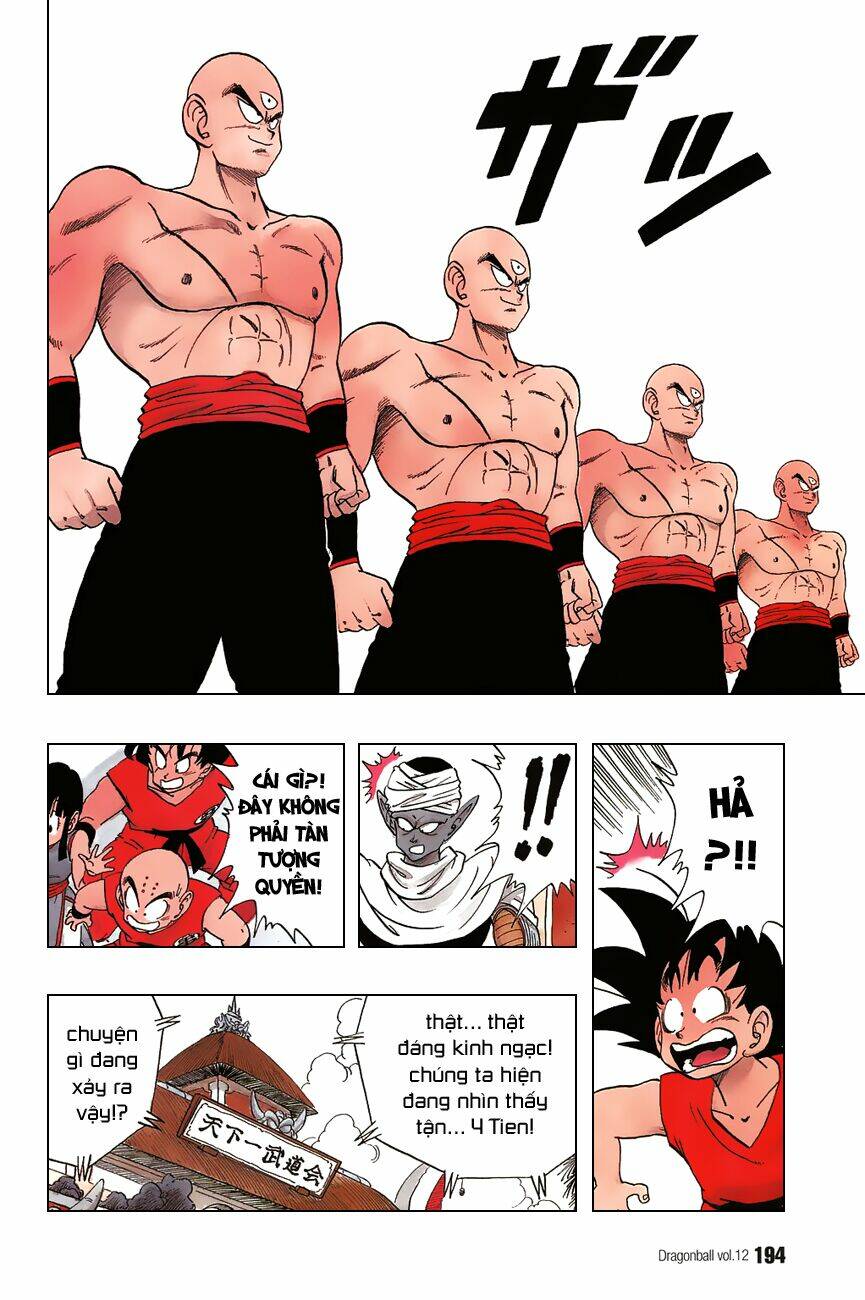 ザッ
HẢ
?!!
!!
CÁI GÌ?!
ĐÂY KHÔNG
PHẢI TÀN
TƯỢNG
QUYỀN!
thật... thật
đáng kinh ngạc!
chúng ta hiện
đang nhìn thấy
tận... 4 Tien!
天下一武道会
chuyện
gì đang
xảy ra
vậy!?
Dragonball vol.12 194